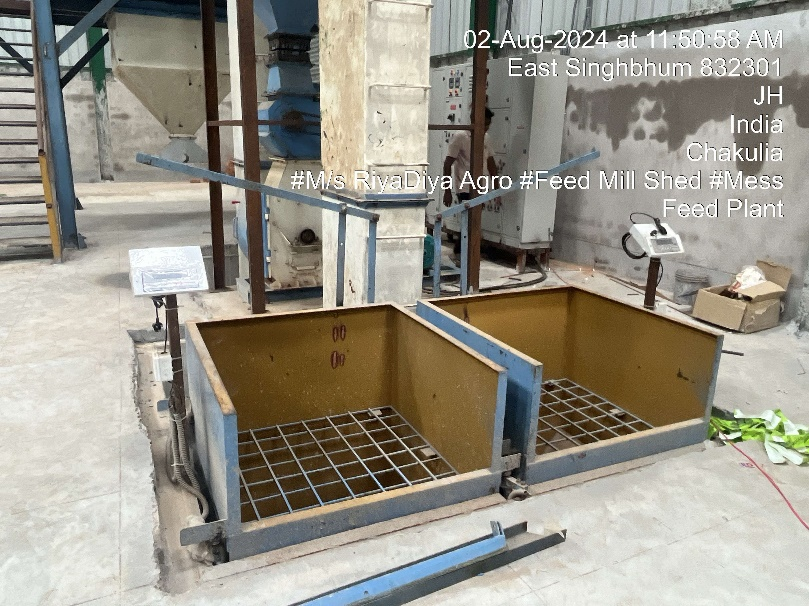 02-Aug-2024 at 11:50:58 AM
East Singhbhum 832301
JH
India
Chakulia
#M/s RiyaDiya Agro #Feed Mill Shed #Mess
Feed Plant